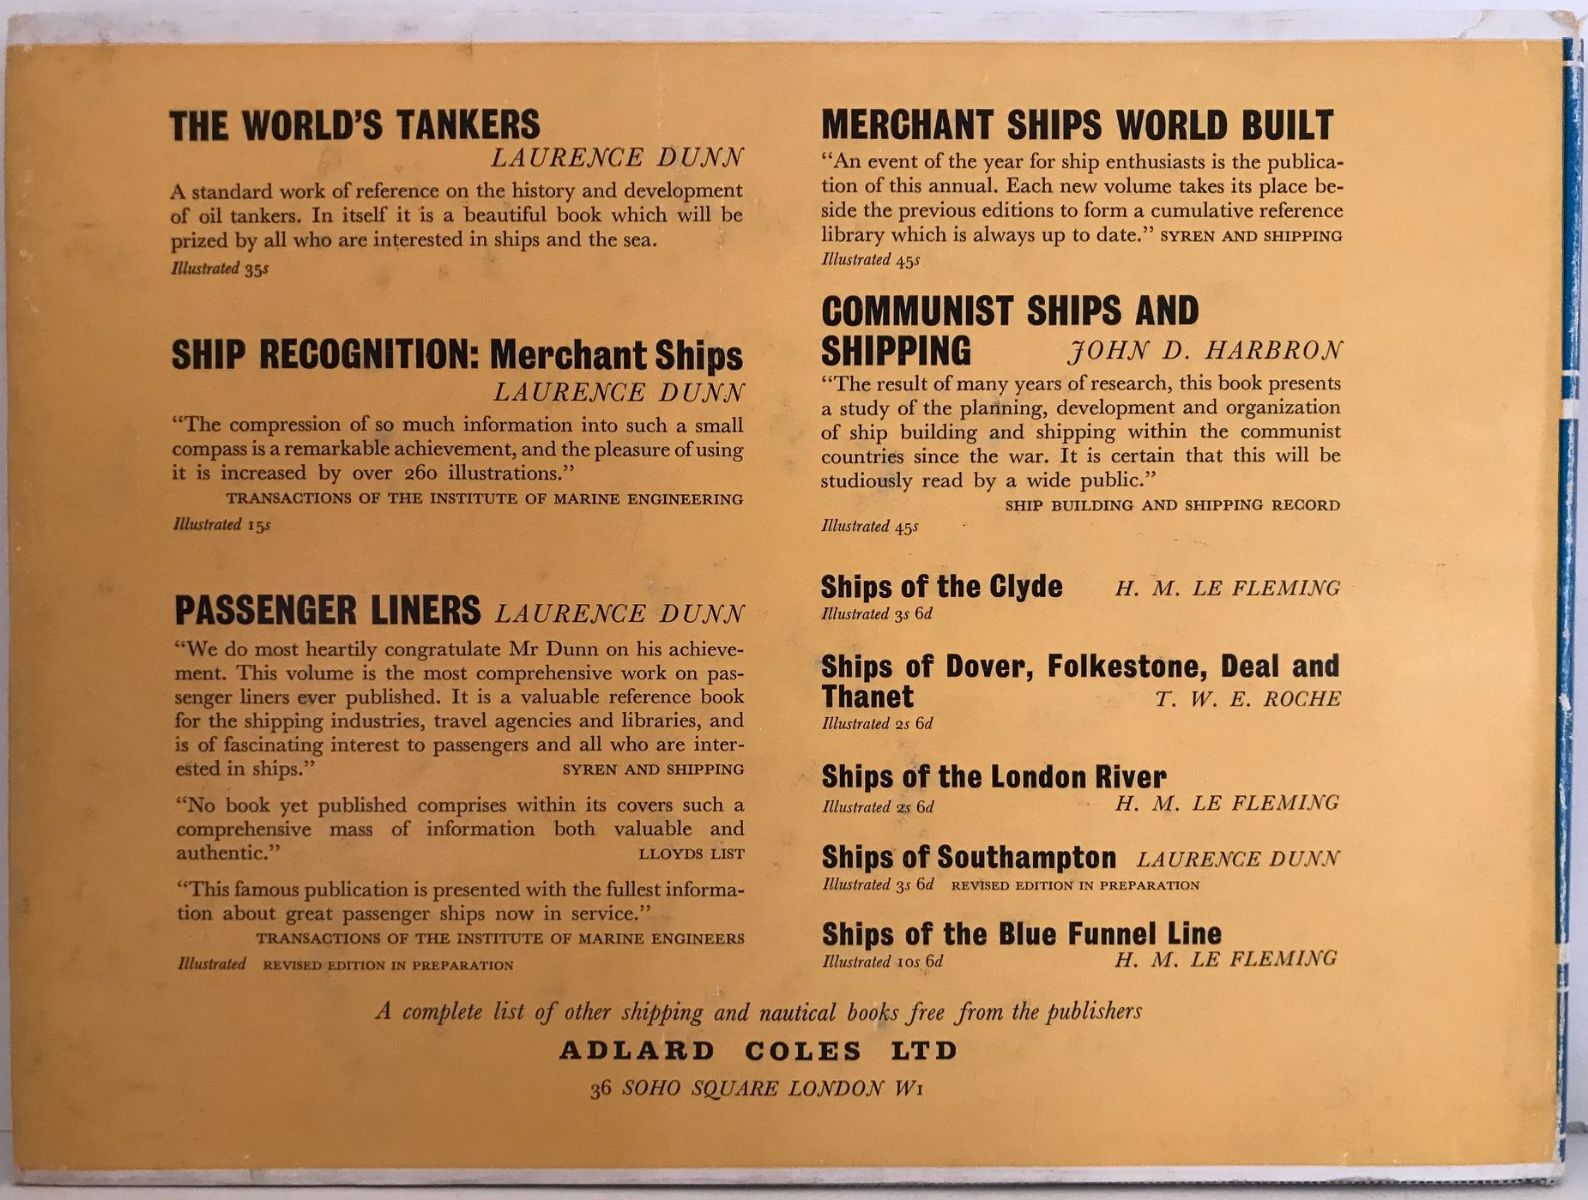 THE WORLD'S TANKERS
LAURENCE DUNN
A standard work of reference on the history and development
of oil tankers. In itself it is a beautiful book which will be
prized by all who are interested in ships and the sea.
Illustrated 35s
SHIP RECOGNITION: Merchant Ships
LAURENCE DUNN
“The compression of so much information into such a small
compass is a remarkable achievement, and the pleasure of using
it is increased by over 260 illustrations.”
TRANSACTIONS OF THE INSTITUTE OF MARINE ENGINEERING
Illustrated 15s
PASSENGER LINERS LAURENCE DUNN
“We do most heartily congratulate Mr Dunn on his achieve-
ment. This volume is the most comprehensive work on pas-
senger liners ever published. It is a valuable reference book
for the shipping industries, travel agencies and libraries, and
is of fascinating interest to passengers and all who are inter-
ested in ships.” SYREN AND SHIPPING
“No book yet published comprises within its covers such a
comprehensive mass of information both valuable and
authentic.” LLOYDS LIST
“This famous publication is presented with the fullest informa-
tion about great passenger ships now in service.”
TRANSACTIONS OF THE INSTITUTE OF MARINE ENGINEERS
Illustrated REVISED EDITION IN PREPARATION
MERCHANT SHIPS WORLD BUILT
“An event of the year for ship enthusiasts is the publica-
tion of this annual. Each new volume takes its place be-
side the previous editions to form a cumulative reference
library which is always up to date.” SYREN AND SHIPPING
Illustrated 45s
COMMUNIST SHIPS AND
SHIPPING JOHN D. HARBRON
“The result of many years of research, this book presents
a study of the planning, development and organization
of ship building and shipping within the communist
countries since the war. It is certain that this will be
studiously read by a wide public.”
SHIP BUILDING AND SHIPPING RECORD
Illustrated 45s
Ships of the Clyde H. M. LE FLEMING
Illustrated 3s 6d
Ships of Dover, Folkestone, Deal and
Thanet T. W. E. ROCHE
Illustrated 2s 6d
Ships of the London River
Illustrated 2s 6d H. M. LE FLEMING
Ships of Southampton LAURENCE DUNN
Illustrated 3s 6d REVISED EDITION IN PREPARATION
Ships of the Blue Funnel Line
Illustrated 10s 6d H. M. LE FLEMING
A complete list of other shipping and nautical books free from the publishers
ADLARD COLES LTD
36 SOHO SQUARE LONDON W1